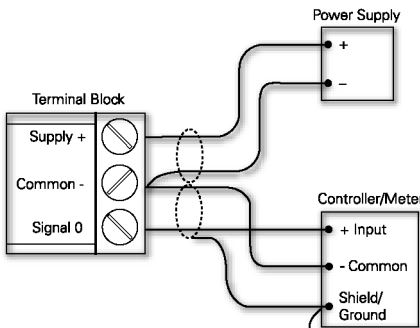 Power Supply
+
–
Terminal Block
Supply +
Common -
Signal 0
Controller/Meter
+ Input
- Common
Shield/
Ground